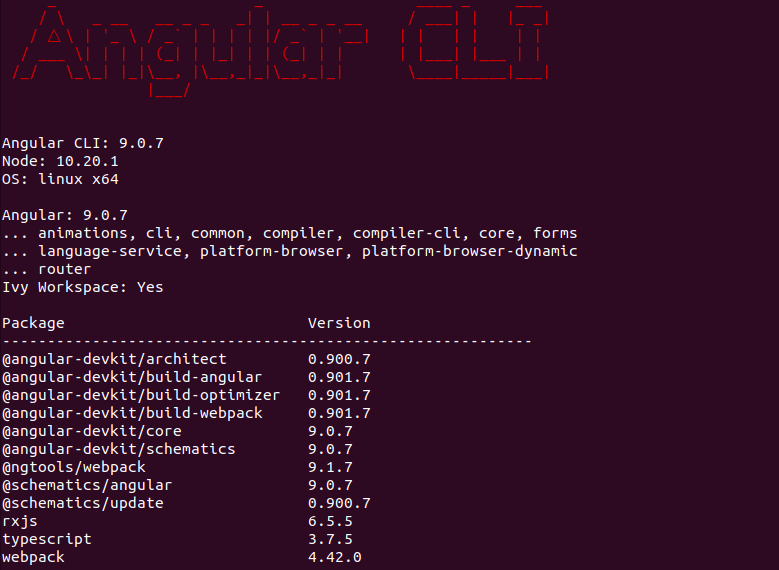 Angular CLI
Angular CLI: 9.0.7
Node: 10.20.1
OS: linux x64
Angular: 9.0.7
... animations, cli, common, compiler, compiler-cli, core, forms
... language-service, platform-browser, platform-browser-dynamic
... router
Ivy Workspace: Yes
Package Version
-----------------------------------------------------------
@angular-devkit/architect 0.900.7
@angular-devkit/build-angular 0.901.7
@angular-devkit/build-optimizer 0.901.7
@angular-devkit/build-webpack 0.901.7
@angular-devkit/core 9.0.7
@angular-devkit/schematics 9.0.7
@ngtools/webpack 9.1.7
@schematics/angular 9.0.7
@schematics/update 0.900.7
rxjs 6.5.5
typescript 3.7.5
webpack 4.42.0